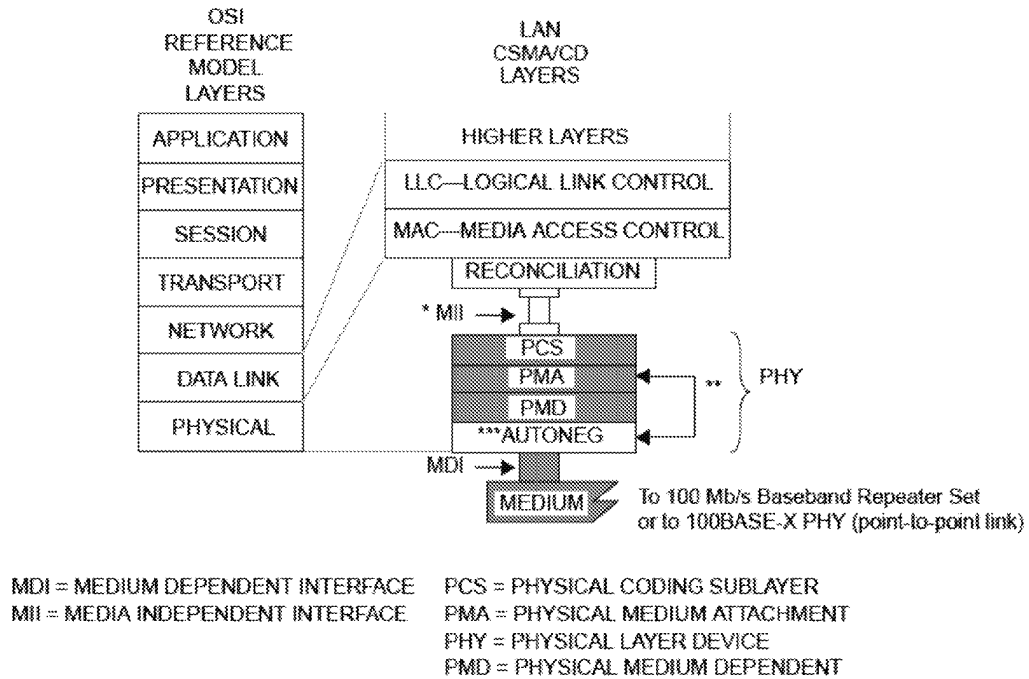 OSI
REFERENCE
MODEL
LAYERS
LAN
CSMA/CD
LAYERS
APPLICATION
PRESENTATION
SESSION
TRANSPORT
NETWORK
DATA LINK
PHYSICAL
HIGHER LAYERS
LLC—LOGICAL LINK CONTROL
MAC—MEDIA ACCESS CONTROL
RECONCILIATION
* MII
PCS
PMA
PMD
***AUTONEG
**
PHY
MDI
MEDIUM
To 100 Mb/s Baseband Repeater Set
or to 100BASE-X PHY (point-to-point link)
MDI = MEDIUM DEPENDENT INTERFACE
MII = MEDIA INDEPENDENT INTERFACE
PCS = PHYSICAL CODING SUBLAYER
PMA = PHYSICAL MEDIUM ATTACHMENT
PHY = PHYSICAL LAYER DEVICE
PMD = PHYSICAL MEDIUM DEPENDENT